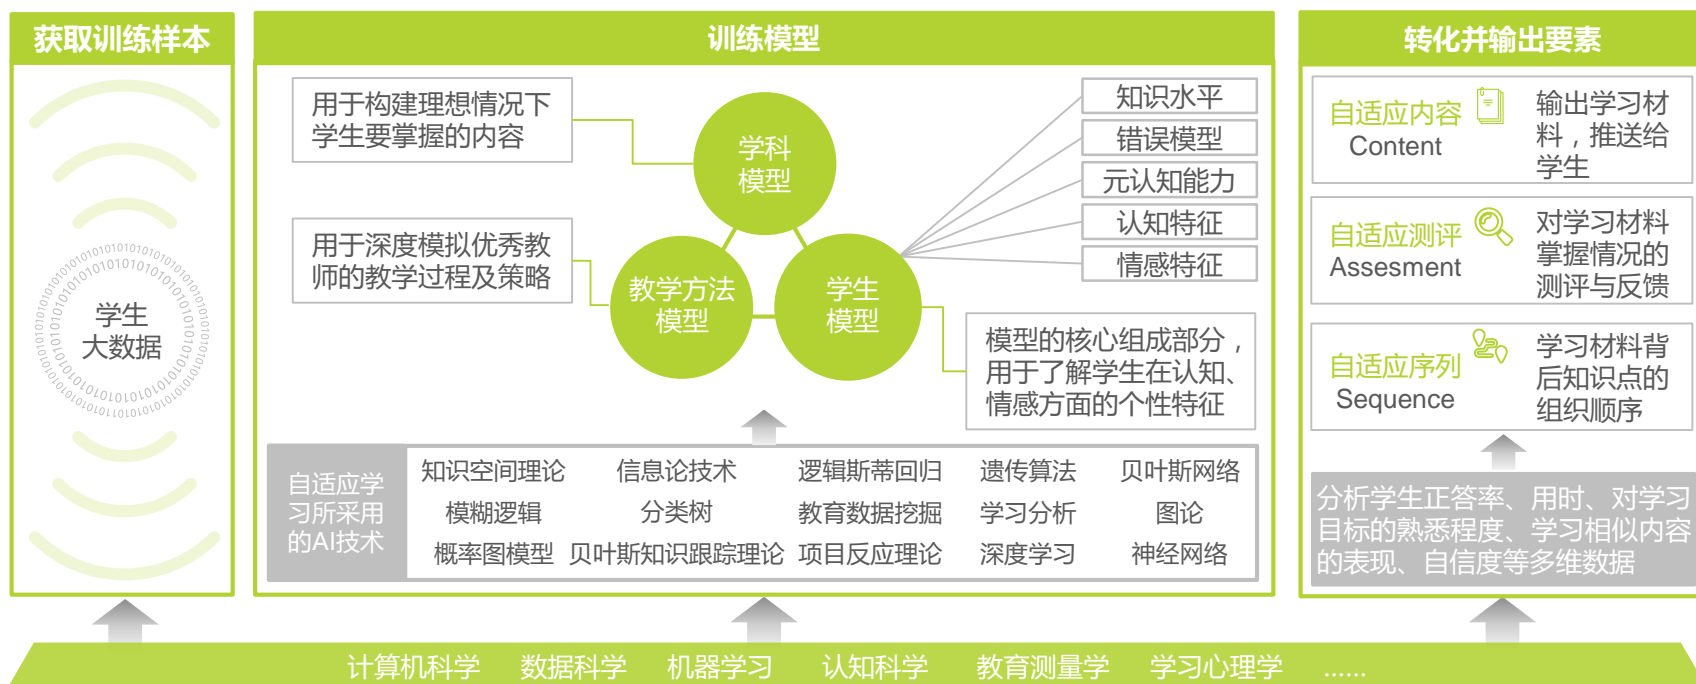 获取训练样本
学生
大数据
训练模型
用于构建理想情况下
学生要掌握的内容
用于深度模拟优秀教
师的教学过程及策略
学科
模型
教学方法
模型
学生
模型
知识水平
错误模型
元认知能力
认知特征
情感特征
模型的核心组成部分，
用于了解学生在认知、
情感方面的个性特征
自适应学
习所采用
的AI技术
知识空间理论 信息论技术 逻辑斯蒂回归 遗传算法 贝叶斯网络
模糊逻辑 分类树 教育数据挖掘 学习分析 图论
概率图模型 贝叶斯知识跟踪理论 项目反应理论 深度学习 神经网络
转化并输出要素
自适应内容
Content
输出学习材
料，推送给
学生
自适应测评
Assesment
对学习材料
掌握情况的
测评与反馈
自适应序列
Sequence
学习材料背
后知识点的
组织顺序
分析学生正答率、用时、对学习
目标的熟悉程度、学习相似内容
的表现、自信度等多维数据
计算机科学 数据科学 机器学习 认知科学 教育测量学 学习心理学 ……